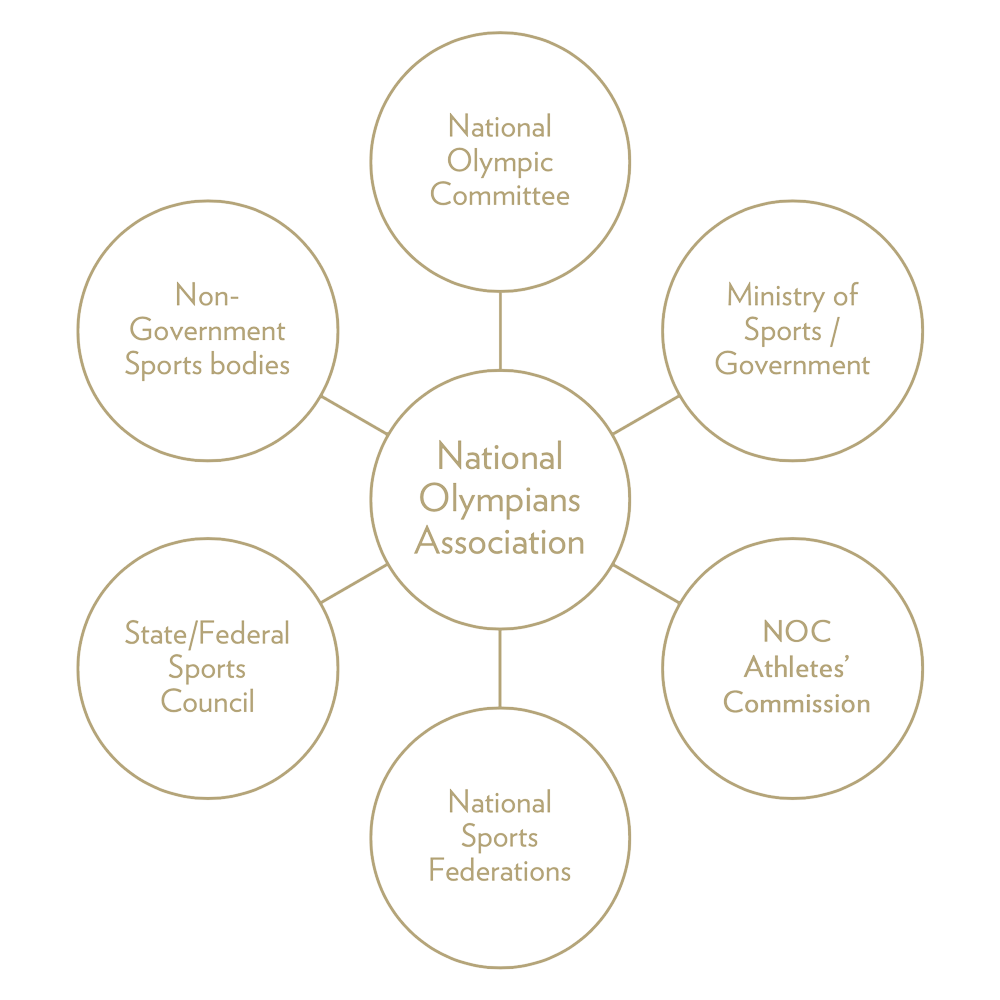 National
Olympic
Committee
Non-
Government
Sports bodies
Ministry of
Sports /
Government
National
Olympians
Association
State/Federal
Sports
Council
NOC
Athletes’
Commission
National
Sports
Federations